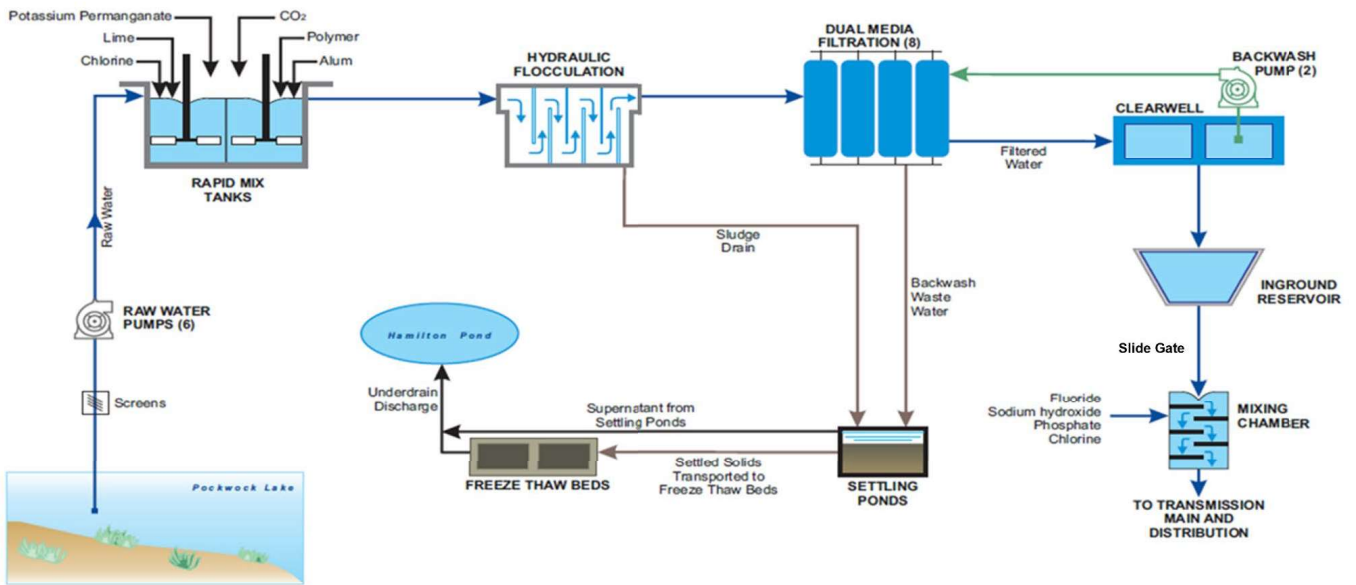 Potassium Permanganate
CO₂
Lime
Polymer
Chlorine
Alum
RAPID MIX
TANKS
Raw Water
RAW WATER
PUMPS (6)
Screens
Pockwock Lake
HYDRAULIC
FLOCCULATION
DUAL MEDIA
FILTRATION (8)
BACKWASH
PUMP (2)
CLEARWELL
Filtered
Water
Sludge
Drain
Backwash
Waste
Water
INGROUND
RESERVOIR
Slide Gate
Hamilton Pond
Underdrain
Discharge
Supernatant from
Settling Ponds
FREEZE THAW BEDS
Settled Solids
Transported to
Freeze Thaw Beds
SETTLING
PONDS
Fluoride
Sodium hydroxide
Phosphate
Chlorine
MIXING
CHAMBER
TO TRANSMISSION
MAIN AND
DISTRIBUTION